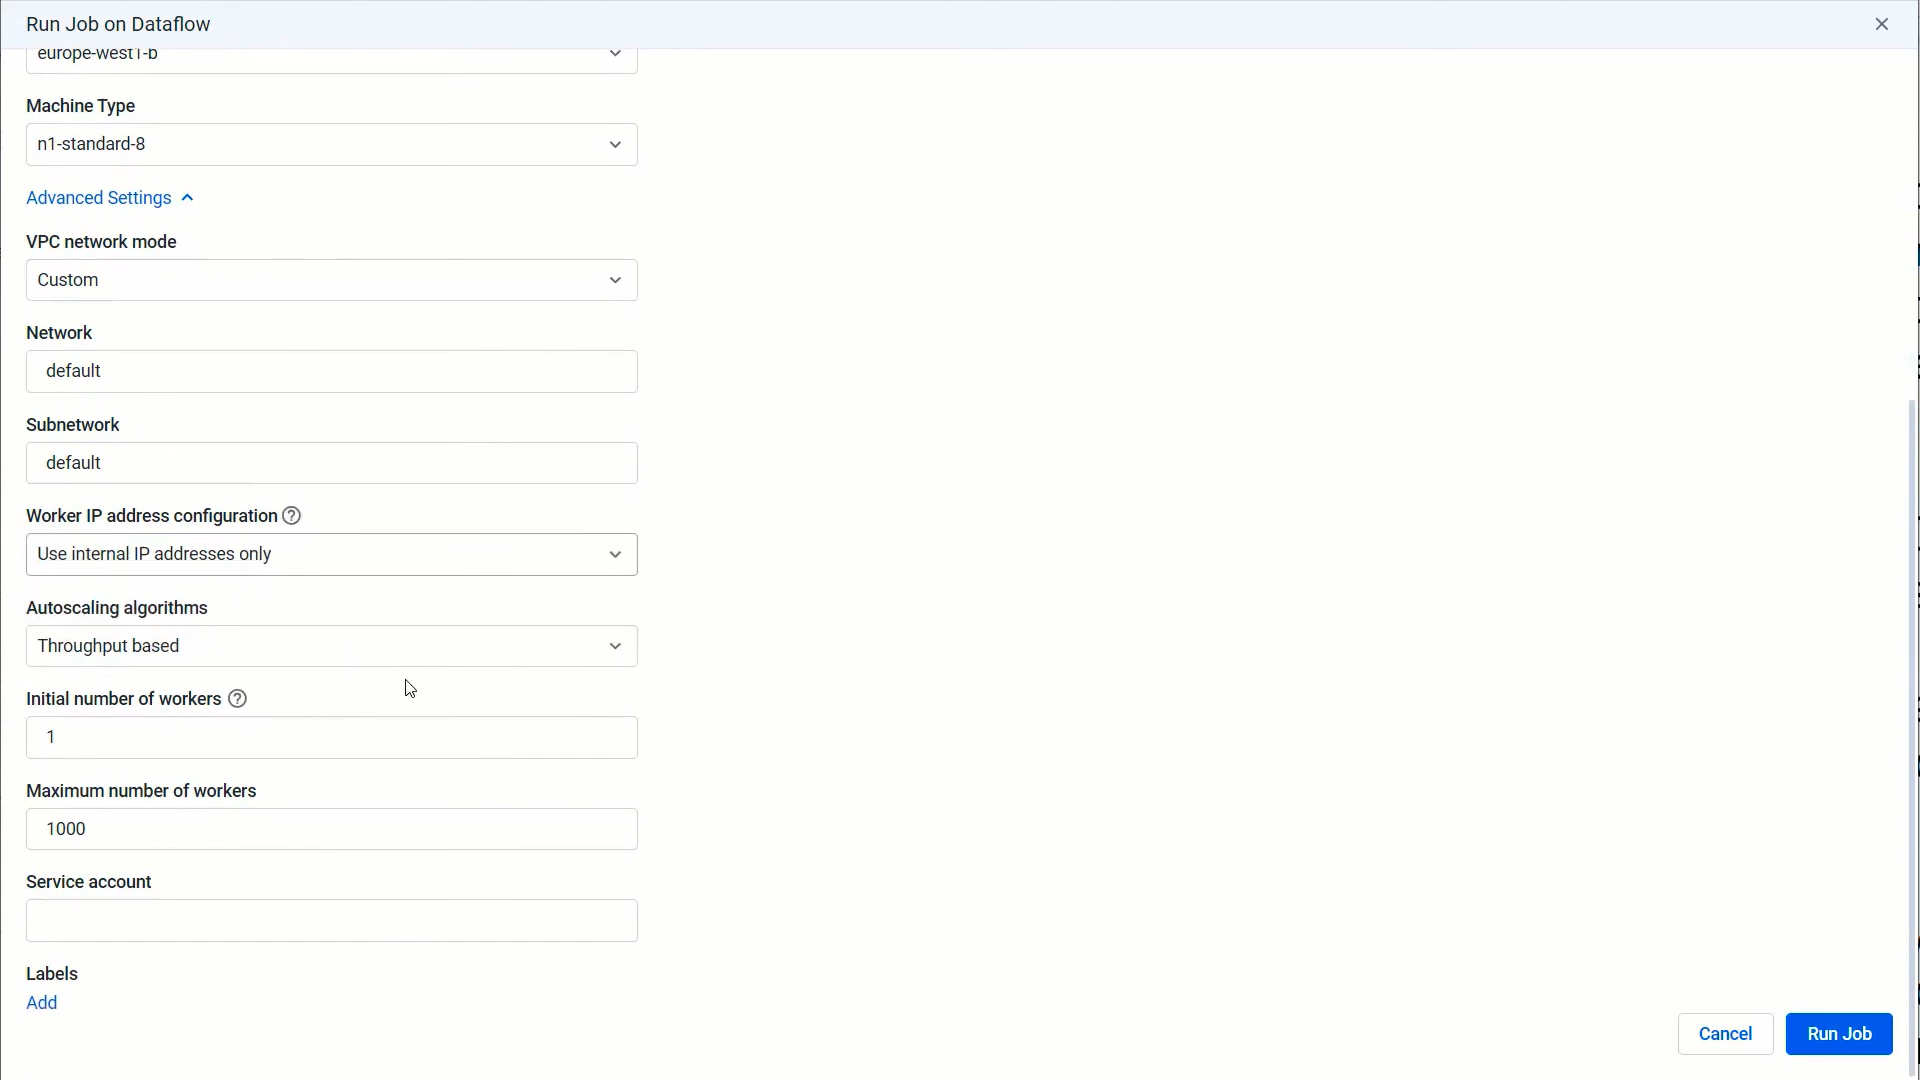 Run Job on Dataflow
europe-west1-b
Machine Type
n1-standard-8
Advanced Settings
VPC network mode
Custom
Network
default
Subnetwork
default
Worker IP address configuration
Use internal IP addresses only
Autoscaling algorithms
Throughput based
Initial number of workers
1
Maximum number of workers
1000
Service account
Labels
Add
Cancel
Run Job